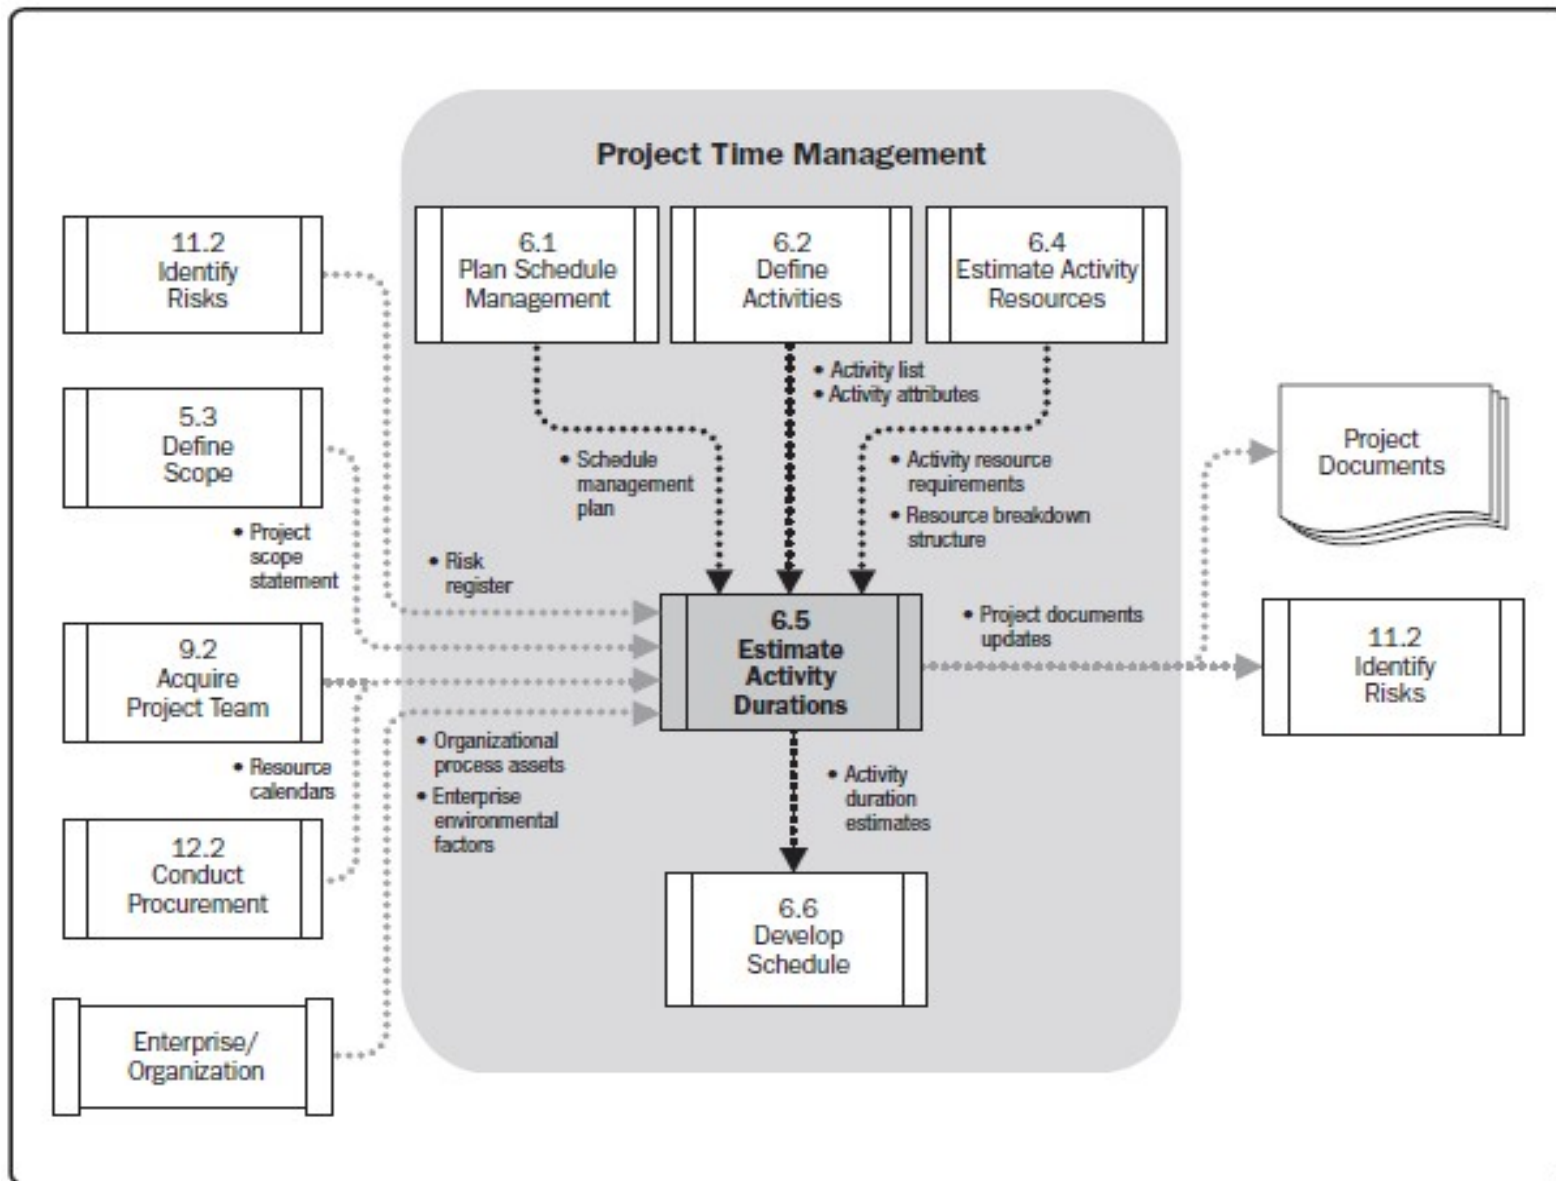 Project Time Management
11.2
Identify
Risks
6.1
Plan Schedule
Management
6.2
Define
Activities
6.4
Estimate Activity
Resources
• Activity list
• Activity attributes
5.3
Define
Scope
• Project
scope
statement
• Schedule
management
plan
• Activity resource
requirements
• Resource breakdown
structure
Project
Documents
• Risk
register
9.2
Acquire
Project Team
6.5
Estimate
Activity
Durations
• Project documents
updates
11.2
Identify
Risks
• Resource
calendars
• Organizational
process assets
• Enterprise
environmental
factors
• Activity
duration
estimates
12.2
Conduct
Procurement
6.6
Develop
Schedule
Enterprise/
Organization